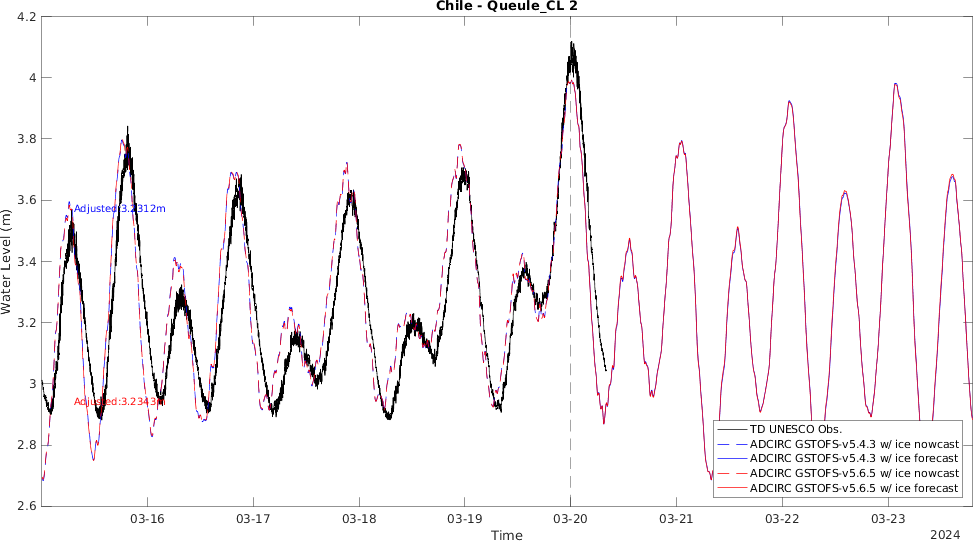 Chile - Queule_CL 2
4.2
4
3.8
3.6
3.4
3.2
3
2.8
2.6
Water Level (m)
Adjusted:3.2312m
Adjusted:3.2343m
TD UNESCO Obs.
ADCIRC GSTOFS-v5.4.3 w/ ice nowcast
ADCIRC GSTOFS-v5.4.3 w/ ice forecast
ADCIRC GSTOFS-v5.6.5 w/ ice nowcast
ADCIRC GSTOFS-v5.6.5 w/ ice forecast
03-16 03-17 03-18 03-19 03-20 03-21 03-22 03-23
Time
2024